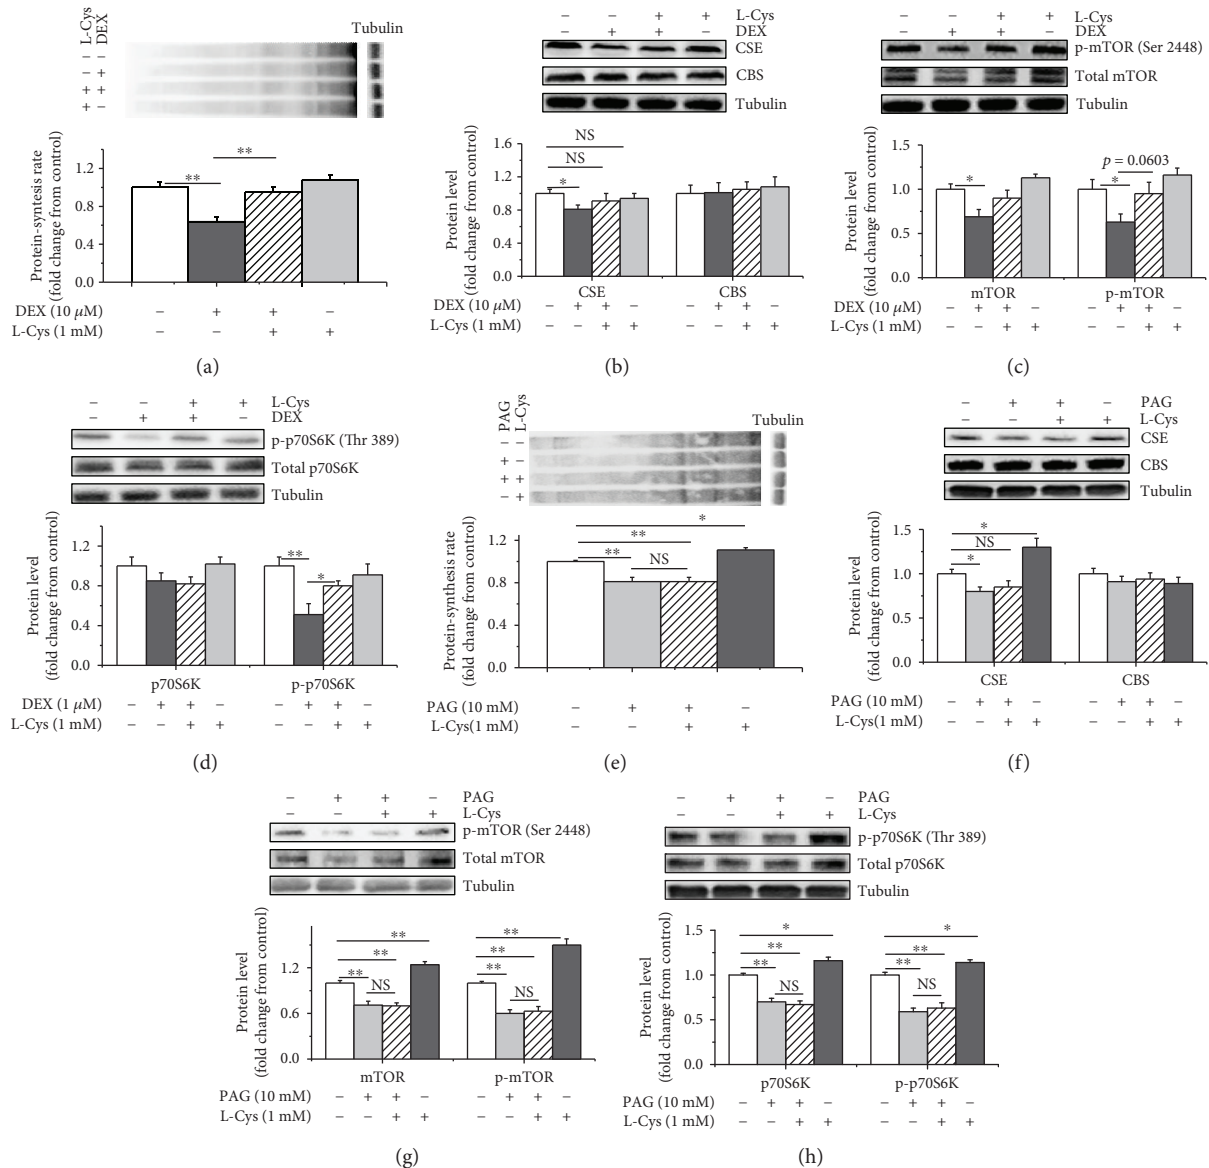 L-Cys
DEX
Tubulin
– –
– +
+ +
+ –
Protein-syntesis rate
(fold change from control)
1.2
0.8
0.4
0.0
**
**
DEX (10 μM) – + + –
L-Cys (1 mM) – – + +
(a)
– – + + L-Cys
– + + – DEX
CSE
CBS
Tubulin
Protein level
(fold change from control)
1.6
1.2
0.8
0.4
0.0
NS
NS
*
CSE CBS
DEX (10 μM) – + + – – + + –
L-Cys (1 mM) – – + + – – + +
(b)
– – + + L-Cys
– + + – DEX
p-mTOR (Ser 2448)
Total mTOR
Tubulin
Protein level
(fold change from control)
1.5
1.0
0.5
0.0
*
p = 0.0603
*
mTOR p-mTOR
DEX (10 μM) – + + – – + + –
L-Cys (1 mM) – – + + – – + +
(c)
– – + + L-Cys
– + + – DEX
p-p70S6K (Thr 389)
Total p70S6K
Tubulin
Protein level
(fold change from control)
1.2
0.8
0.4
0.0
**
*
p70S6K p-p70S6K
DEX (1 μM) – + + – – + + –
L-Cys (1 mM) – – + + – – + +
(d)
PAG
L-Cys
Tubulin
– –
+ –
+ +
– +
Protein-synthesis rate
(fold change from control)
1.2
0.8
0.4
0.0
*
**
** NS
PAG (10 mM) – + + –
L-Cys(1 mM) – – + +
(e)
– + + – PAG
– – + + L-Cys
CSE
CBS
Tubulin
Protein level
(fold change from control)
1.5
1.0
0.5
0.0
*
NS
*
CSE CBS
PAG (10 mM) – + + – – + + –
L-Cys(1 mM) – – + + – – + +
(f)
– + + – PAG
– – + + L-Cys
p-mTOR (Ser 2448)
Total mTOR
Tubulin
Protein level
(fold change from control)
1.2
0.6
0.0
** **
** **
** NS ** NS
mTOR p-mTOR
PAG (10 mM) – + + – – + + –
L-Cys (1 mM) – – + + – – + +
(g)
– + + – PAG
– – + + L-Cys
p-p70S6K (Thr 389)
Total p70S6K
Tubulin
Protein level
(fold change from control)
1.5
1.0
0.5
0.0
* *
** **
** NS ** NS
p70S6K p-p70S6K
PAG (10 mM) – + + – – + + –
L-Cys (1 mM) – – + + – – + +
(h)